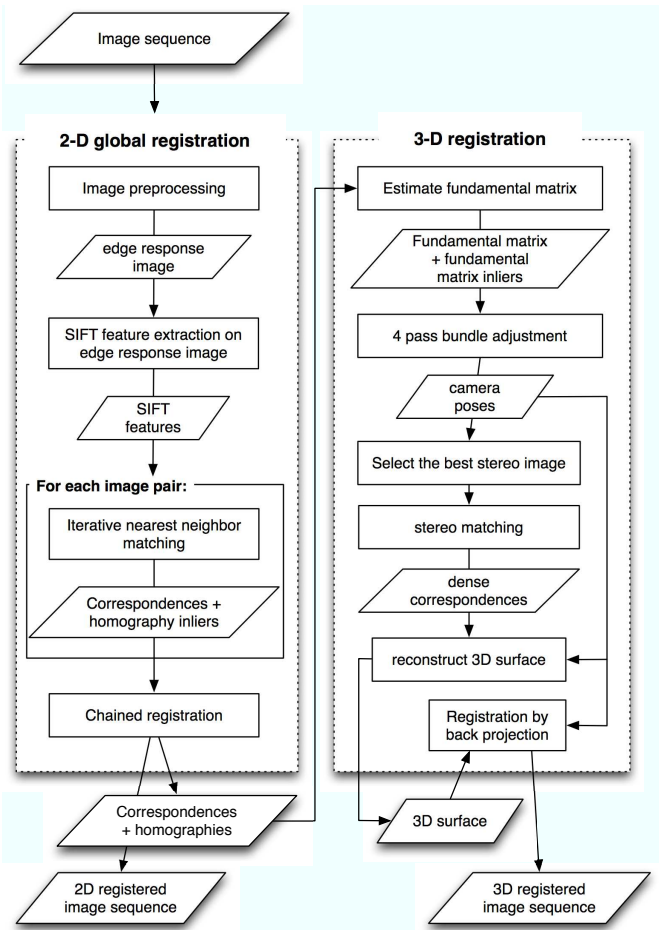 Image sequence
2-D global registration
Image preprocessing
edge response
image
SIFT feature extraction on
edge response image
SIFT
features
For each image pair:
Iterative nearest neighbor
matching
Correspondences +
homography inliers
Chained registration
Correspondences
+ homographies
2D registered
image sequence
3-D registration
Estimate fundamental matrix
Fundamental matrix
+ fundamental
matrix inliers
4 pass bundle adjustment
camera
poses
Select the best stereo image
stereo matching
dense
correspondences
reconstruct 3D surface
Registration by
back projection
3D surface
3D registered
image sequence